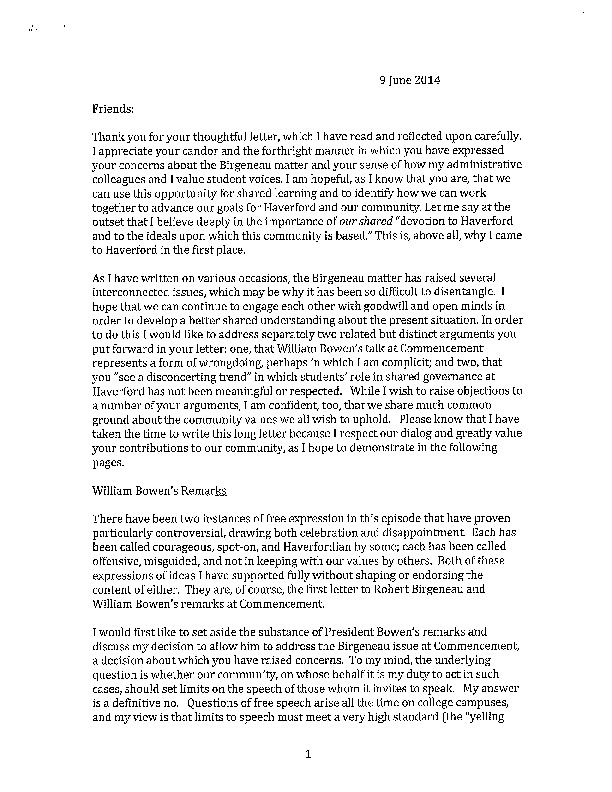 9 June 2014
Friends:
Thank you for your thoughtful letter, which I have read and reflected upon carefully.
I appreciate your candor and the forthright manner in which you have expressed
your concerns about the Birgeneau matter and your sense of how my administrative
colleagues and I value student voices. I am hopeful, as I know that you are, that we
can use this opportunity for shared learning and to identify how we can work
together to advance our goals for Haverford and our community. Let me say at the
outset that I believe deeply in the importance of our shared "devotion to Haverford
and to the ideals upon which this community is based." This is, above all, why I came
to Haverford in the first place.
As I have written on various occasions, the Birgeneau matter has raised several
interconnected issues, which may be why it has been so difficult to disentangle. I
hope that we can continue to engage each other with goodwill and open minds in
order to develop a better shared understanding about the present situation. In order
to do this I would like to address separately two related but distinct arguments you
put forward in your letter: one, that William Bowen's talk at Commencement
represents a form of wrongdoing, perhaps in which I am complicit; and two, that
you "see a disconcerting trend" in which students' role in shared governance at
Haverford has not been meaningful or respected. While I wish to raise objections to
a number of your arguments, I am confident, too, that we share much common
ground about the community values we all wish to uphold. Please know that I have
taken the time to write this long letter because I respect our dialog and greatly value
your contributions to our community, as I hope to demonstrate in the following
pages.
William Bowen's Remarks
There have been two instances of free expression in this episode that have proven
particularly controversial, drawing both celebration and disappointment. Each has
been called courageous, spot-on, and Haverfordian by some; each has been called
offensive, misguided, and not in keeping with our values by others. Both of these
expressions of ideas I have supported fully without shaping or endorsing the
content of either. They are, of course, the first letter to Robert Birgeneau and
William Bowen's remarks at Commencement.
I would first like to set aside the substance of President Bowen's remarks and
discuss my decision to allow him to address the Birgeneau issue at Commencement,
a decision about which you have raised concerns. To my mind, the underlying
question is whether our community, on whose behalf it is my duty to act in such
cases, should set limits on the speech of those whom it invites to speak. My answer
is a definitive no. Questions of free speech arise all the time on college campuses,
and my view is that limits to speech must meet a very high standard (the "yelling
1